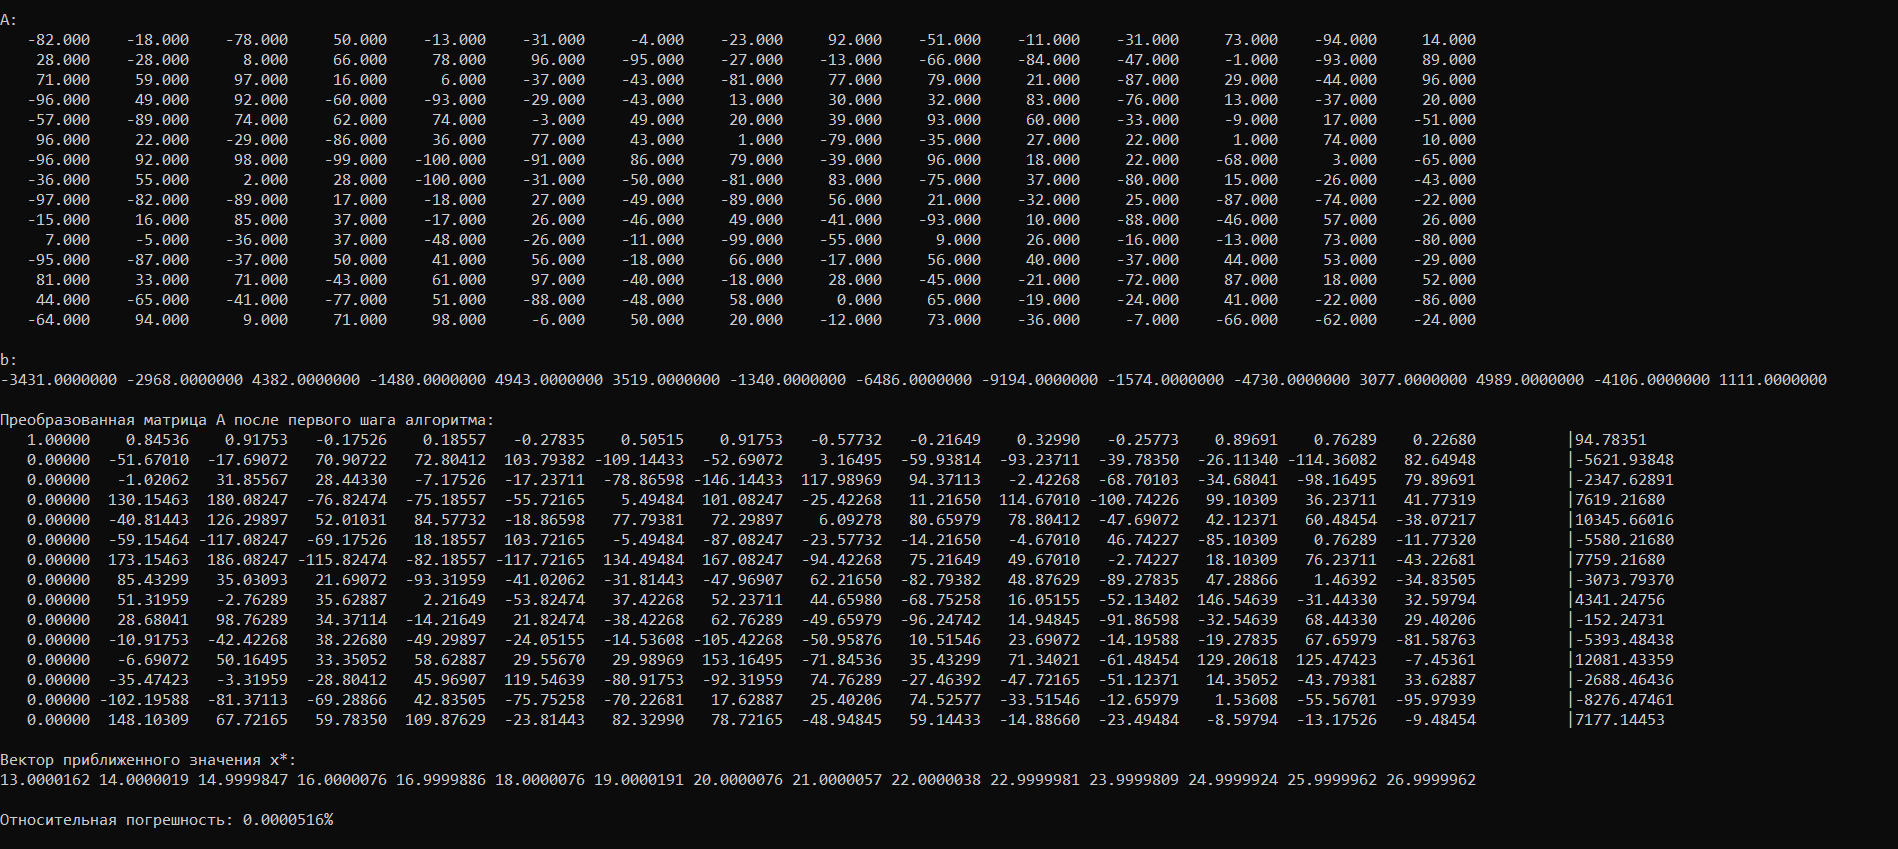 A:
-82.000 -18.000 -78.000 50.000 -13.000 -31.000 -4.000 -23.000 92.000 -51.000 -11.000 -31.000 73.000 -94.000 14.000
28.000 -28.000 8.000 66.000 78.000 96.000 -95.000 -27.000 -13.000 -66.000 -84.000 -47.000 -1.000 -93.000 89.000
71.000 59.000 97.000 16.000 6.000 -37.000 -43.000 -81.000 77.000 79.000 21.000 -87.000 29.000 -44.000 96.000
-96.000 49.000 92.000 -60.000 -93.000 -29.000 -43.000 13.000 30.000 32.000 83.000 -76.000 13.000 -37.000 20.000
-57.000 -89.000 74.000 62.000 74.000 -3.000 49.000 20.000 39.000 93.000 60.000 -33.000 -9.000 17.000 -51.000
96.000 22.000 -29.000 -86.000 36.000 77.000 43.000 1.000 -79.000 -35.000 27.000 22.000 1.000 74.000 10.000
-96.000 92.000 98.000 -99.000 -100.000 -91.000 86.000 79.000 -39.000 96.000 18.000 22.000 -68.000 3.000 -65.000
-36.000 55.000 2.000 28.000 -100.000 -31.000 -50.000 -81.000 83.000 -75.000 37.000 -80.000 15.000 -26.000 -43.000
-97.000 -82.000 -89.000 17.000 -18.000 27.000 -49.000 -89.000 56.000 21.000 -32.000 25.000 -87.000 -74.000 -22.000
-15.000 16.000 85.000 37.000 -17.000 26.000 -46.000 49.000 -41.000 -93.000 10.000 -88.000 -46.000 57.000 26.000
7.000 -5.000 -36.000 37.000 -48.000 -26.000 -11.000 -99.000 -55.000 9.000 26.000 -16.000 -13.000 73.000 -80.000
-95.000 -87.000 -37.000 50.000 41.000 56.000 -18.000 66.000 -17.000 56.000 40.000 -37.000 44.000 53.000 -29.000
81.000 33.000 71.000 -43.000 61.000 97.000 -40.000 -18.000 28.000 -45.000 -21.000 -72.000 87.000 18.000 52.000
44.000 -65.000 -41.000 -77.000 51.000 -88.000 -48.000 58.000 0.000 65.000 -19.000 -24.000 41.000 -22.000 -86.000
-64.000 94.000 9.000 71.000 98.000 -6.000 50.000 20.000 -12.000 73.000 -36.000 -7.000 -66.000 -62.000 -24.000
b:
-3431.0000000 -2968.0000000 4382.0000000 -1480.0000000 4943.0000000 3519.0000000 -1340.0000000 -6486.0000000 -9194.0000000 -1574.0000000 -4730.0000000 3077.0000000 4989.0000000 -4106.0000000 1111.0000000
Преобразованная матрица А после первого шага алгоритма:
1.00000 0.84536 0.91753 -0.17526 0.18557 -0.27835 0.50515 0.91753 -0.57732 -0.21649 0.32990 -0.25773 0.89691 0.76289 0.22680 |94.78351
0.00000 -51.67010 -17.69072 70.90722 72.80412 103.79382 -109.14433 -52.69072 3.16495 -59.93814 -93.23711 -39.78350 -26.11340 -114.36082 82.64948 |-5621.93848
0.00000 -1.02062 31.85567 28.44330 -7.17526 -17.23711 -78.86598 -146.14433 117.98969 94.37113 -2.42268 -68.70103 -34.68041 -98.16495 79.89691 |-2347.62891
0.00000 130.15463 180.08247 -76.82474 -75.18557 -55.72165 5.49484 101.08247 -25.42268 11.21650 114.67010 -100.74226 99.10309 36.23711 41.77319 |7619.21680
0.00000 -40.81443 126.29897 52.01031 84.57732 -18.86598 77.79381 72.29897 6.09278 80.65979 78.80412 -47.69072 42.12371 60.48454 -38.07217 |10345.66016
0.00000 -59.15464 -117.08247 -69.17526 18.18557 103.72165 -5.49484 -87.08247 -23.57732 -14.21650 -4.67010 46.74227 -85.10309 0.76289 -11.77320 |-5580.21680
0.00000 173.15463 186.08247 -115.82474 -82.18557 -117.72165 134.49484 167.08247 -94.42268 75.21649 49.67010 -2.74227 18.10309 76.23711 -43.22681 |7759.21680
0.00000 85.43299 35.03093 21.69072 -93.31959 -41.02062 -31.81443 -47.96907 62.21650 -82.79382 48.87629 -89.27835 47.28866 1.46392 -34.83505 |-3073.79370
0.00000 51.31959 -2.76289 35.62887 2.21649 -53.82474 37.42268 52.23711 44.65980 -68.75258 16.05155 -52.13402 146.54639 -31.44330 32.59794 |4341.24756
0.00000 28.68041 98.76289 34.37114 -14.21649 21.82474 -38.42268 62.76289 -49.65979 -96.24742 14.94845 -91.86598 -32.54639 68.44330 29.40206 |-152.24731
0.00000 -10.91753 -42.42268 38.22680 -49.29897 -24.05155 -14.53608 -105.42268 -50.95876 10.51546 23.69072 -14.19588 -19.27835 67.65979 -81.58763 |-5393.48438
0.00000 -6.69072 50.16495 33.35052 58.62887 29.55670 29.98969 153.16495 -71.84536 35.43299 71.34021 -61.48454 129.20618 125.47423 -7.45361 |12081.43359
0.00000 -35.47423 -3.31959 -28.80412 45.96907 119.54639 -80.91753 -92.31959 74.76289 -27.46392 -47.72165 -51.12371 14.35052 -43.79381 33.62887 |-2688.46436
0.00000 -102.19588 -81.37113 -69.28866 42.83505 -75.75258 -70.22681 17.62887 25.40206 74.52577 -33.51546 -12.65979 1.53608 -55.56701 -95.97939 |-8276.47461
0.00000 148.10309 67.72165 59.78350 109.87629 -23.81443 82.32990 78.72165 -48.94845 59.14433 -14.88660 -23.49484 -8.59794 -13.17526 -9.48454 |7177.14453
Вектор приближенного значения x*:
13.0000162 14.0000019 14.9999847 16.0000076 16.9999886 18.0000076 19.0000191 20.0000076 21.0000057 22.0000038 22.9999981 23.9999809 24.9999924 25.9999962 26.9999962
Относительная погрешность: 0.0000516%